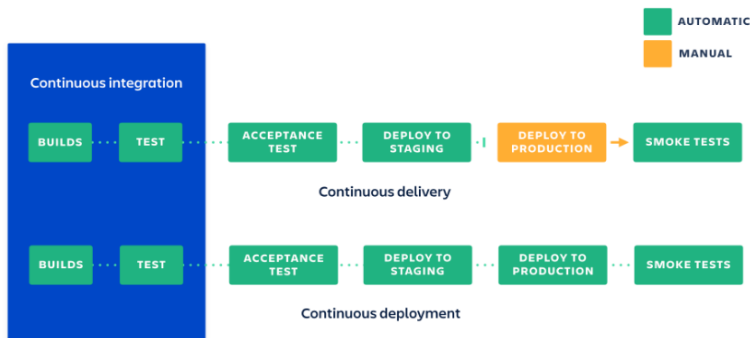 AUTOMATIC
MANUAL
Continuous integration
BUILDS
TEST
ACCEPTANCE
TEST
DEPLOY TO
STAGING
DEPLOY TO
PRODUCTION
SMOKE TESTS
Continuous delivery
BUILDS
TEST
ACCEPTANCE
TEST
DEPLOY TO
STAGING
DEPLOY TO
PRODUCTION
SMOKE TESTS
Continuous deployment